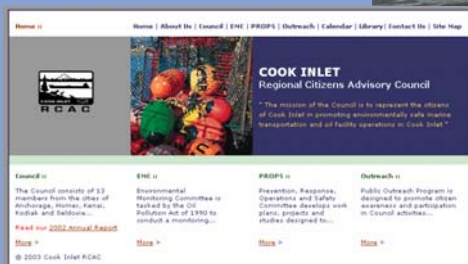 Home ::
Home | About Us | Council | EMC | PROPS | Outreach | Calendar | Library | Contact Us | Site Map
COOK INLET
RCAC
COOK INLET
Regional Citizens Advisory Council
" The mission of the Council is to represent the citizens
of Cook Inlet in promoting environmentally safe marine
transportation and oil facility operations in Cook Inlet "
Council ::
The Council consists of 13
members from the cities of
Anchorage, Homer, Kenai,
Kodiak and Seldovia...
Read our 2002 Annual Report
More >
EMC ::
Environmental
Monitoring Committee is
tasked by the Oil
Pollution Act of 1990 to
conduct a monitoring...
More >
PROPS ::
Prevention, Response,
Operations and Safety
Committee develops work
plans, projects and
studies designed to...
More >
Outreach ::
Public Outreach Program is
designed to promote citizen
awareness and participation
in Council activities...
More >
© 2003 Cook Inlet RCAC